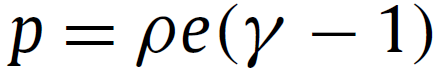 p = ρe(γ − 1)